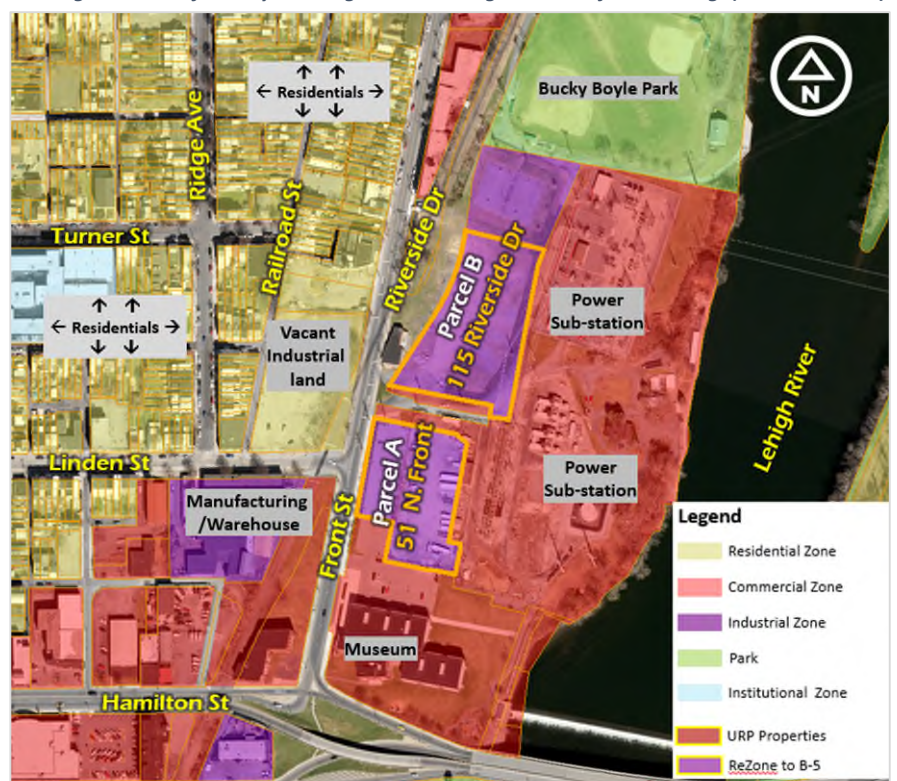 Bucky Boyle Park
N
← Residentials →
Ridge Ave
Railroad St
Riverside Dr
Turner St
Parcel B
115 Riverside Dr
← Residentials →
Power
Sub-station
Vacant
Industrial
land
Lehigh River
Linden St
Parcel A
51 N. Front
Power
Sub-station
Manufacturing
/Warehouse
Front St
Museum
Hamilton St
Legend
Residential Zone
Commercial Zone
Industrial Zone
Park
Institutional Zone
URP Properties
ReZone to B-5